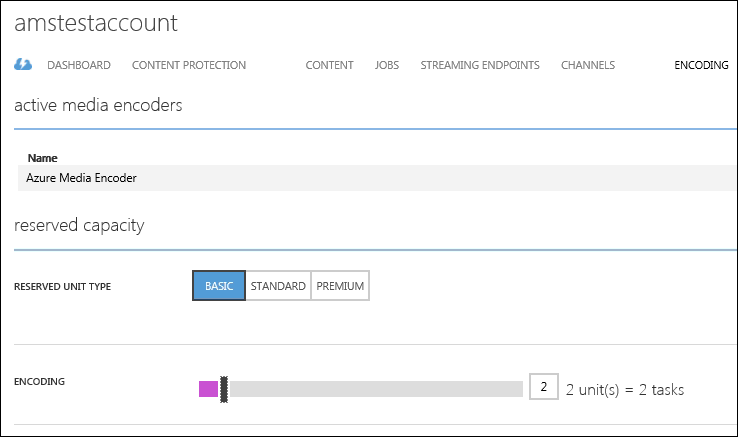 amstestaccount
DASHBOARD CONTENT PROTECTION CONTENT JOBS STREAMING ENDPOINTS CHANNELS ENCODING
active media encoders
Name
Azure Media Encoder
reserved capacity
RESERVED UNIT TYPE BASIC STANDARD PREMIUM
ENCODING 2 2 unit(s) = 2 tasks